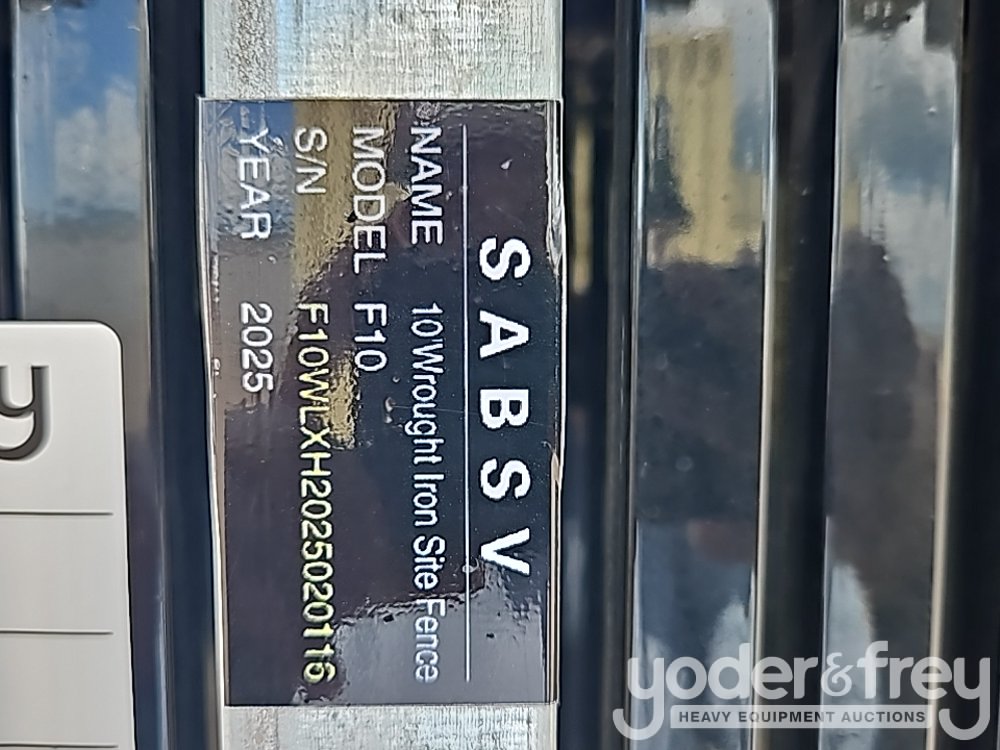 SABSV
NAME 10'Wrought Iron Site Fence
MODEL F10
S/N F10WLXH2025020116
YEAR 2025
y
yoder&frey
HEAVY EQUIPMENT AUCTIONS